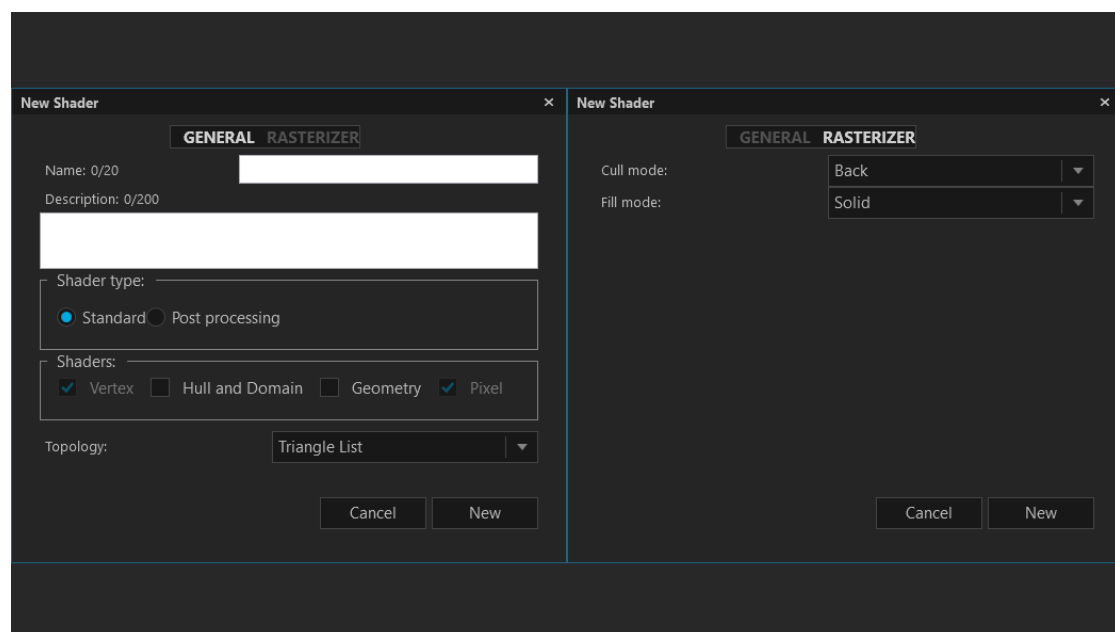 New Shader ×
GENERAL RASTERIZER
Name: 0/20
Description: 0/200
Shader type:
Standard Post processing
Shaders:
Vertex Hull and Domain Geometry Pixel
Topology: Triangle List
Cancel New
New Shader ×
GENERAL RASTERIZER
Cull mode: Back
Fill mode: Solid
Cancel New